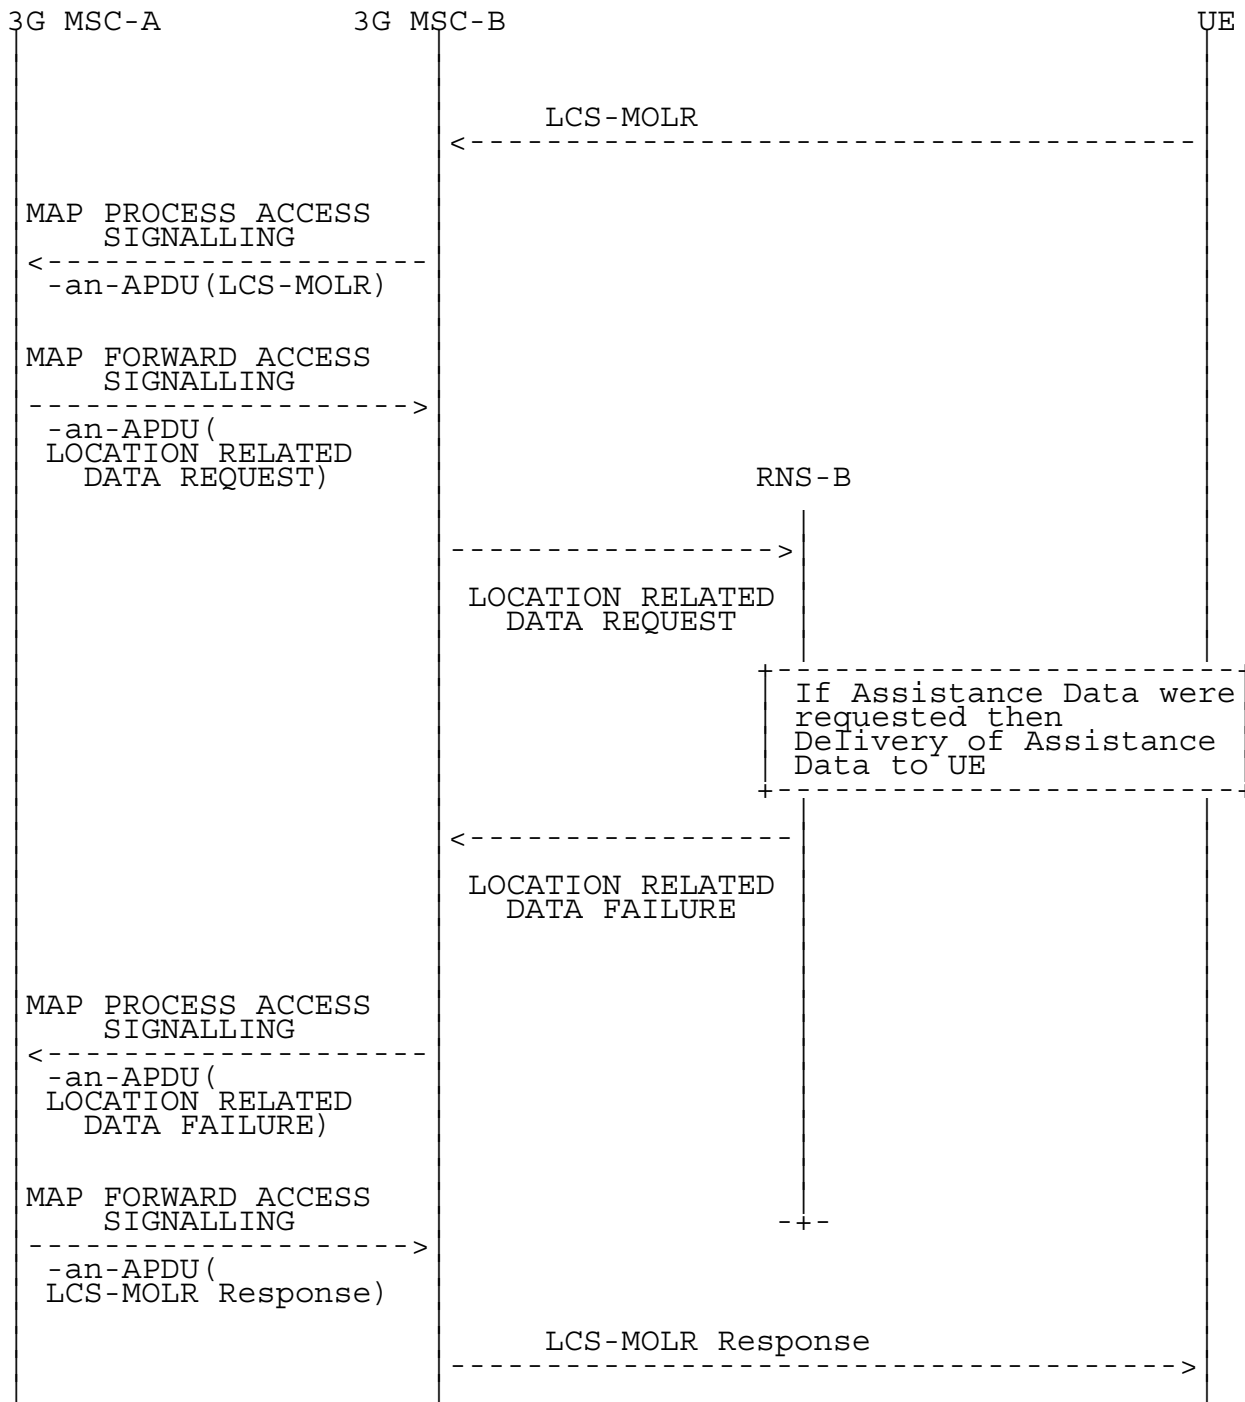 3G MSC-A 3G MSC-B UE
LCS-MOLR
MAP PROCESS ACCESS
SIGNALLING
-an-APDU(LCS-MOLR)
MAP FORWARD ACCESS
SIGNALLING
-an-APDU(
LOCATION RELATED
DATA REQUEST)
RNS-B
LOCATION RELATED
DATA REQUEST
If Assistance Data were
requested then
Delivery of Assistance
Data to UE
LOCATION RELATED
DATA FAILURE
MAP PROCESS ACCESS
SIGNALLING
-an-APDU(
LOCATION RELATED
DATA FAILURE)
MAP FORWARD ACCESS
SIGNALLING
-an-APDU(
LCS-MOLR Response)
LCS-MOLR Response